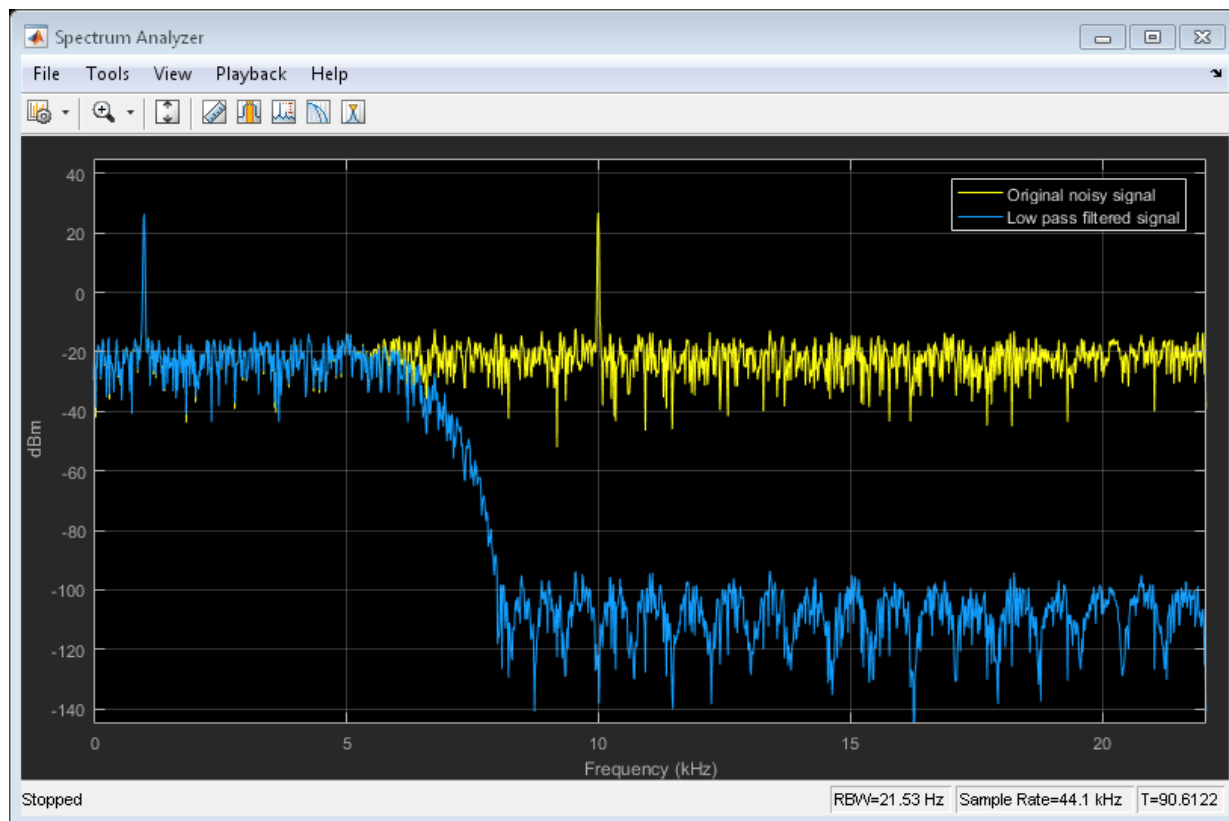 Spectrum Analyzer
File Tools View Playback Help
40
20
0
-20
-40
-60
-80
-100
-120
-140
dBm
Original noisy signal
Low pass filtered signal
0 5 10 15 20
Frequency (kHz)
Stopped RBW=21.53 Hz Sample Rate=44.1 kHz T=90.6122